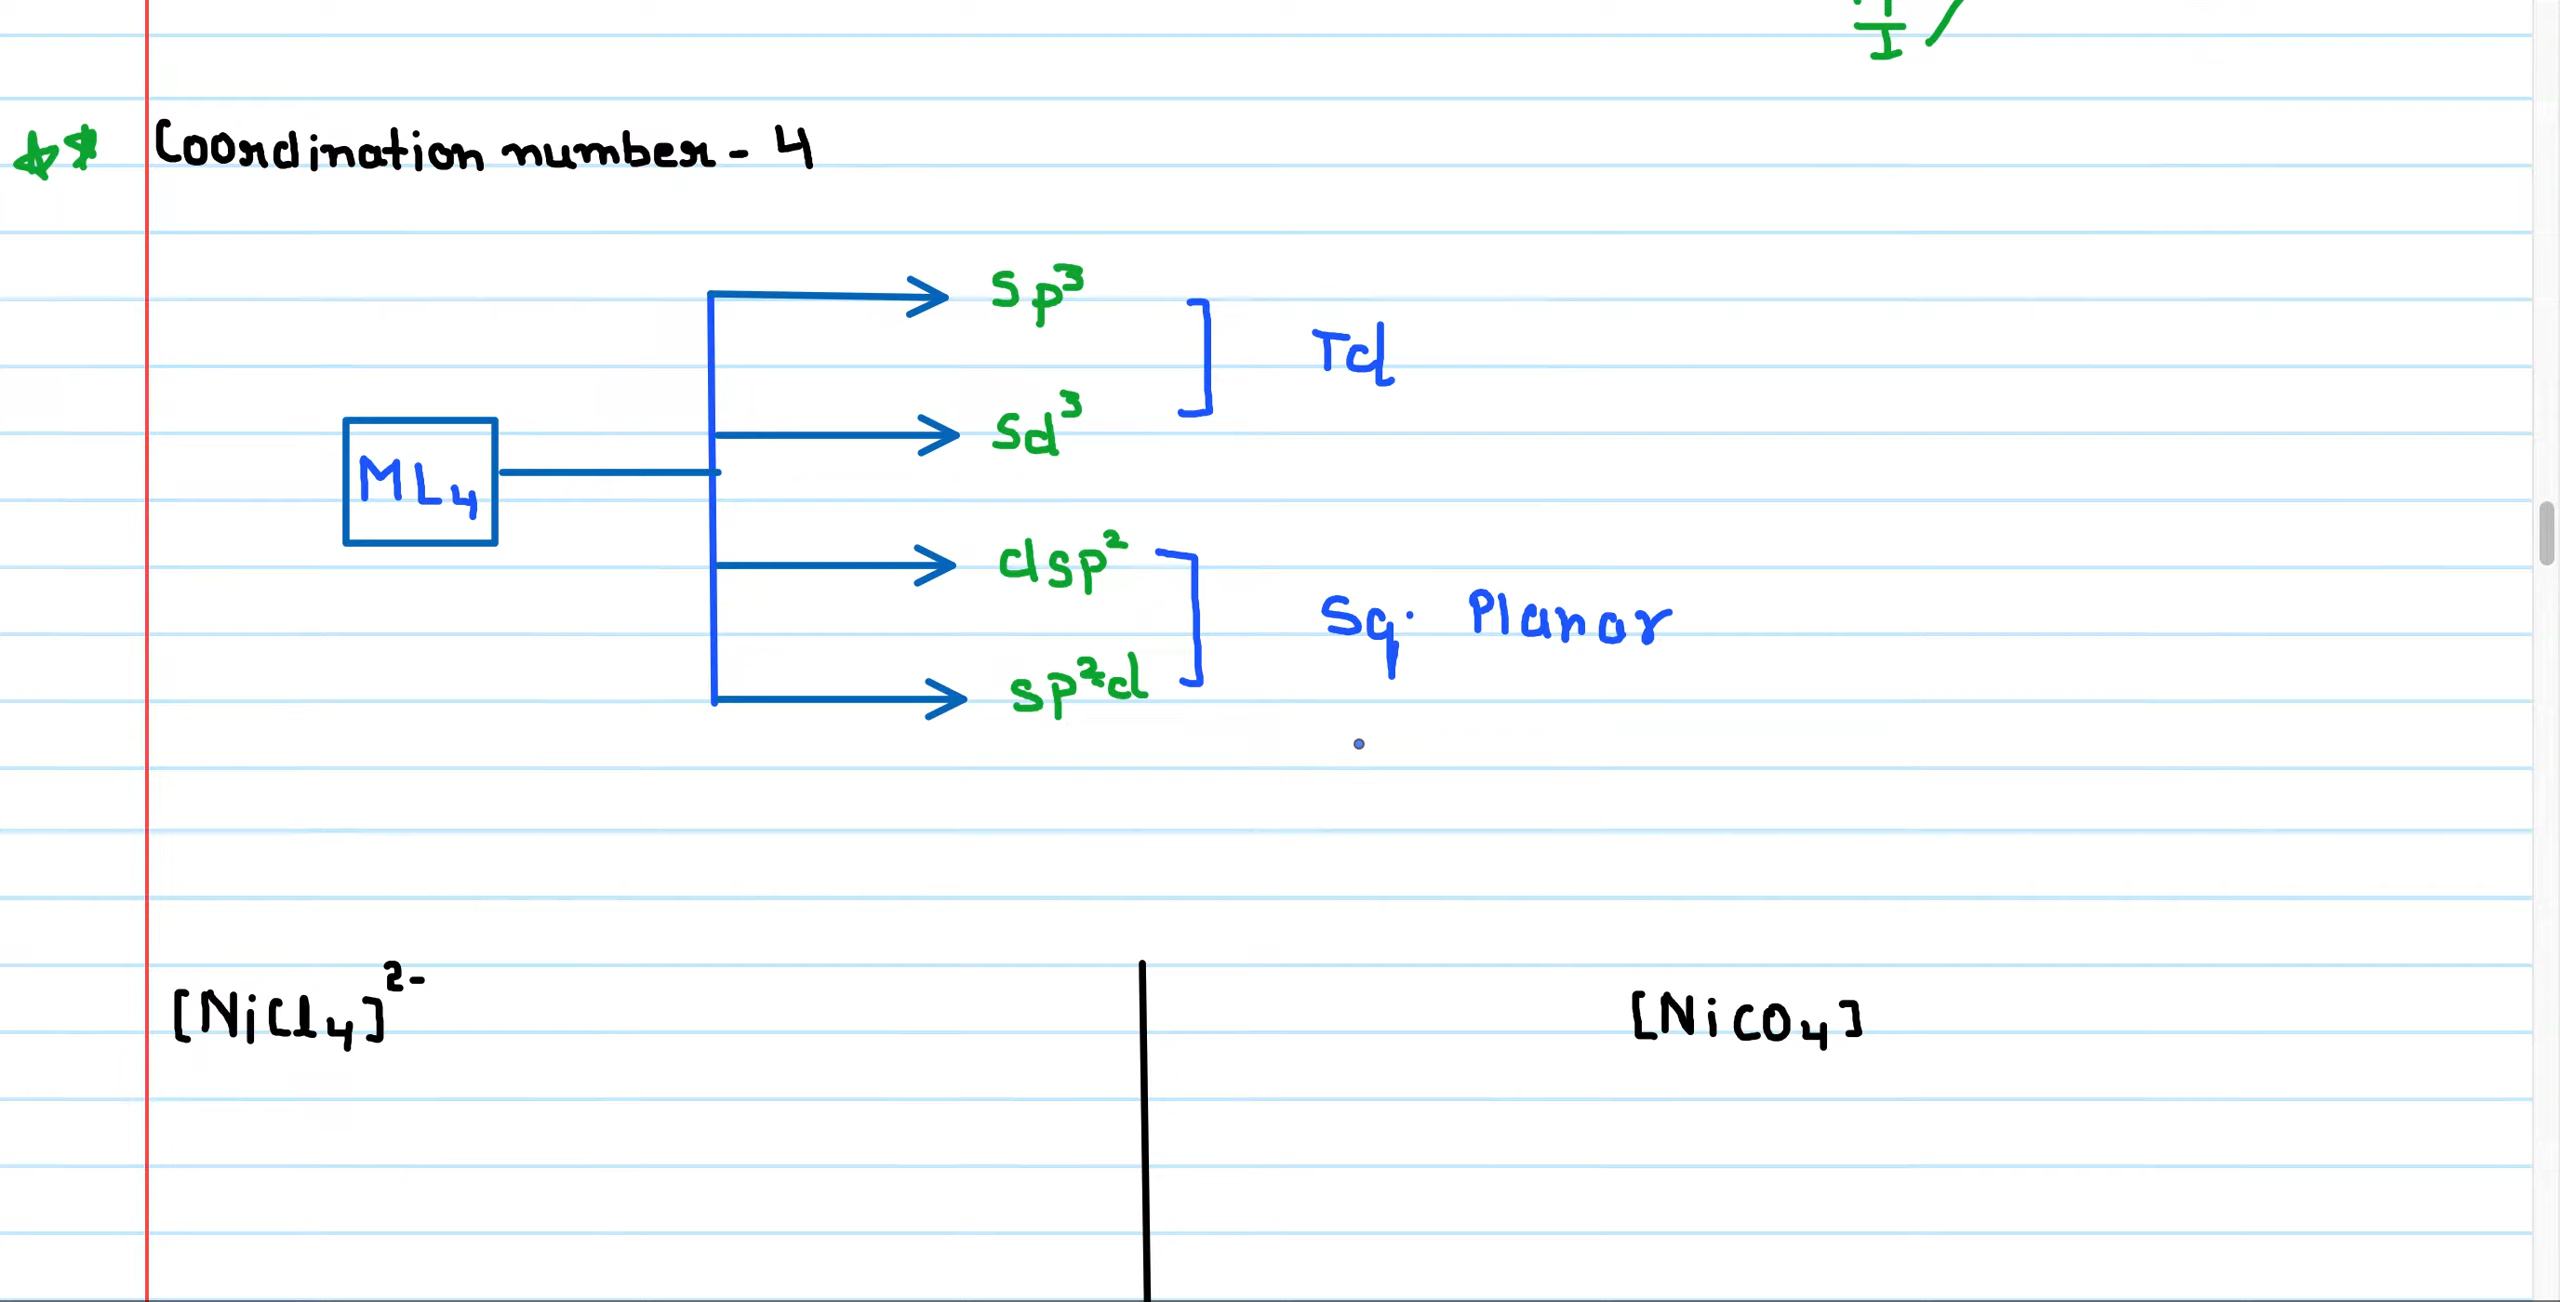 Coordination number - 4
sp³
Td
sd³
ML₄
dsp²
Sq. Planar
sp²d
[NiCl₄]²⁻
[NiCO₄]